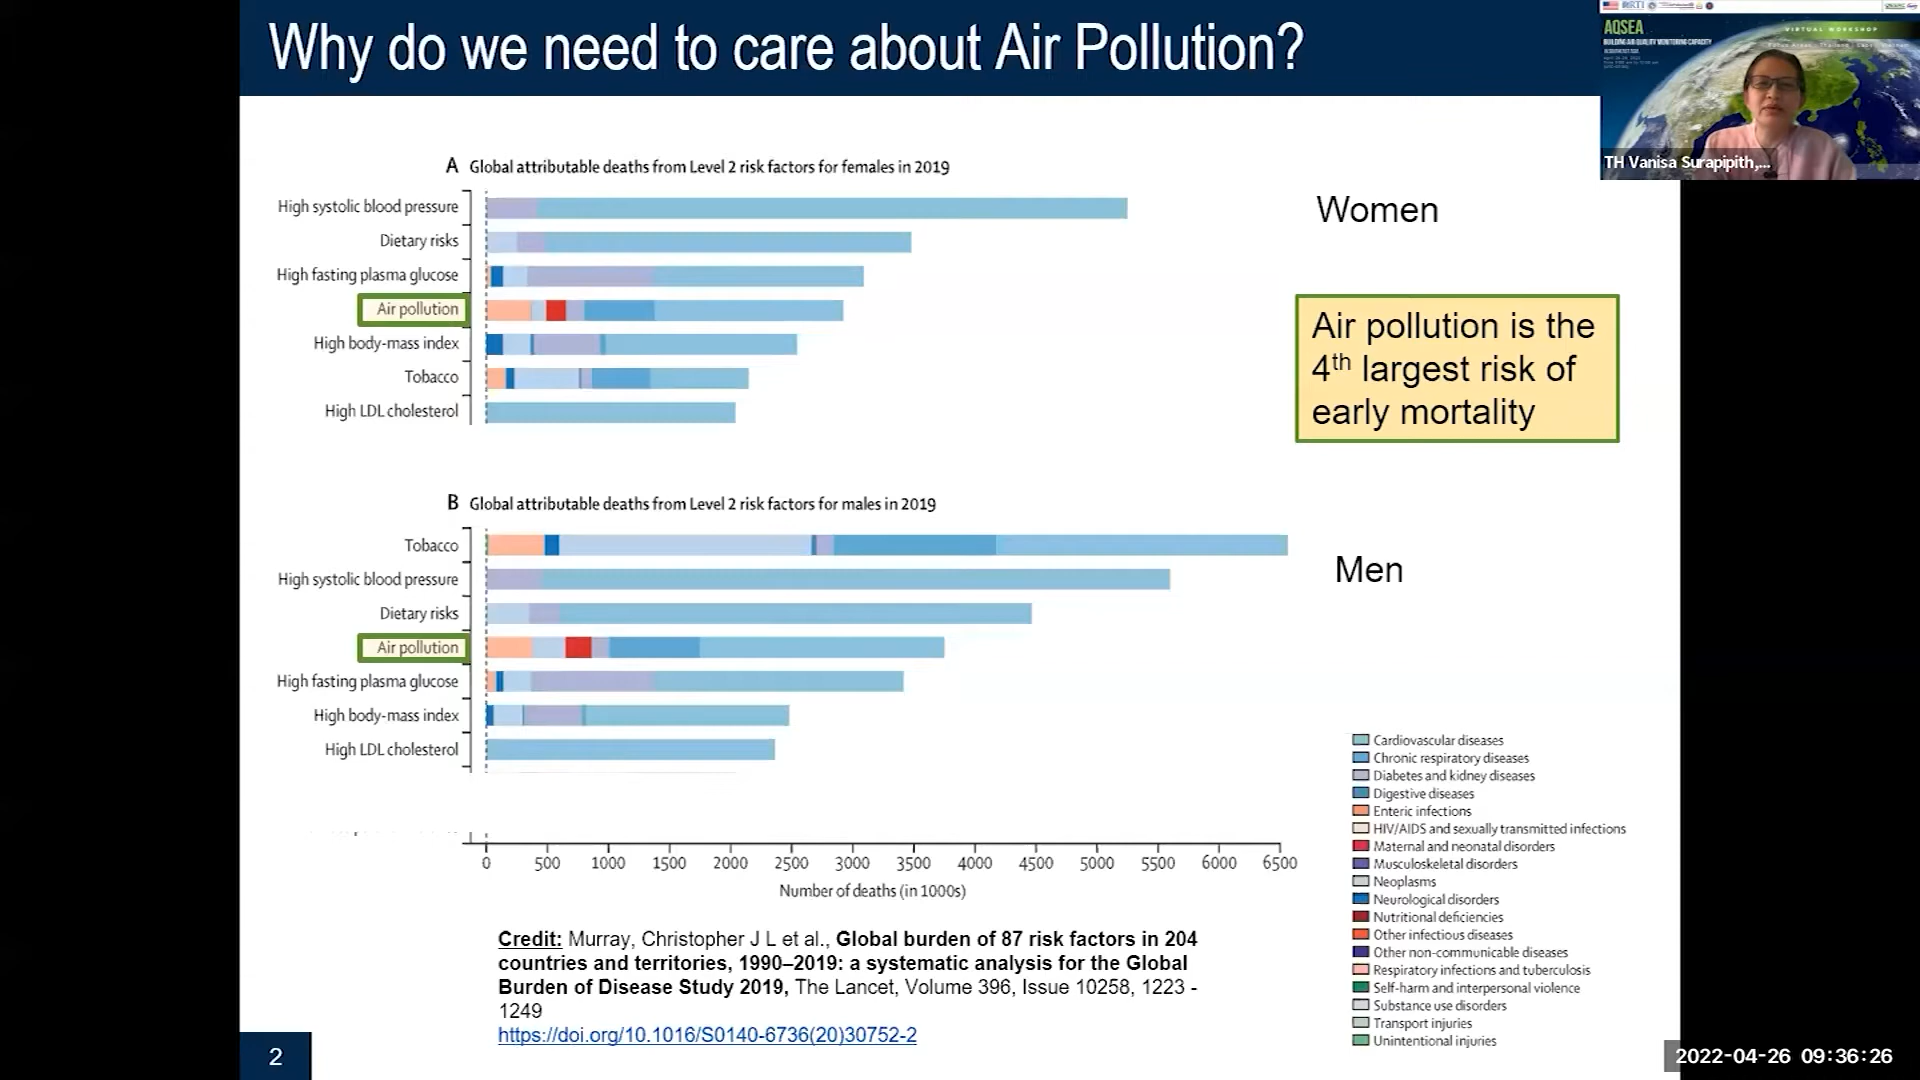 Why do we need to care about Air Pollution?
RTI
AQSEA
VIRTUAL WORKSHOP
BUILDING AIR QUALITY MONITORING CAPACITY
TH Vanisa Surapipith,...
A Global attributable deaths from Level 2 risk factors for females in 2019
High systolic blood pressure
Dietary risks
High fasting plasma glucose
Air pollution
High body-mass index
Tobacco
High LDL cholesterol
Women
Air pollution is the
4th largest risk of
early mortality
B Global attributable deaths from Level 2 risk factors for males in 2019
Tobacco
High systolic blood pressure
Dietary risks
Air pollution
High fasting plasma glucose
High body-mass index
High LDL cholesterol
Men
0 500 1000 1500 2000 2500 3000 3500 4000 4500 5000 5500 6000 6500
Number of deaths (in 1000s)
Cardiovascular diseases
Chronic respiratory diseases
Diabetes and kidney diseases
Digestive diseases
Enteric infections
HIV/AIDS and sexually transmitted infections
Maternal and neonatal disorders
Musculoskeletal disorders
Neoplasms
Neurological disorders
Nutritional deficiencies
Other infectious diseases
Other non-communicable diseases
Respiratory infections and tuberculosis
Self-harm and interpersonal violence
Substance use disorders
Transport injuries
Unintentional injuries
Credit: Murray, Christopher J L et al., Global burden of 87 risk factors in 204
countries and territories, 1990–2019: a systematic analysis for the Global
Burden of Disease Study 2019, The Lancet, Volume 396, Issue 10258, 1223 -
1249
https://doi.org/10.1016/S0140-6736(20)30752-2
2
2022-04-26 09:36:26